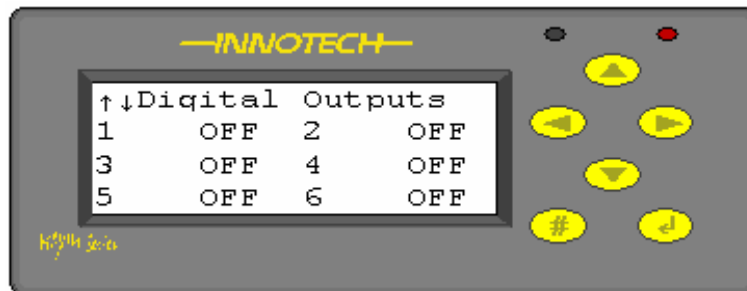 INNOTECH
↑↓Digital Outputs
1 OFF 2 OFF
3 OFF 4 OFF
5 OFF 6 OFF
#